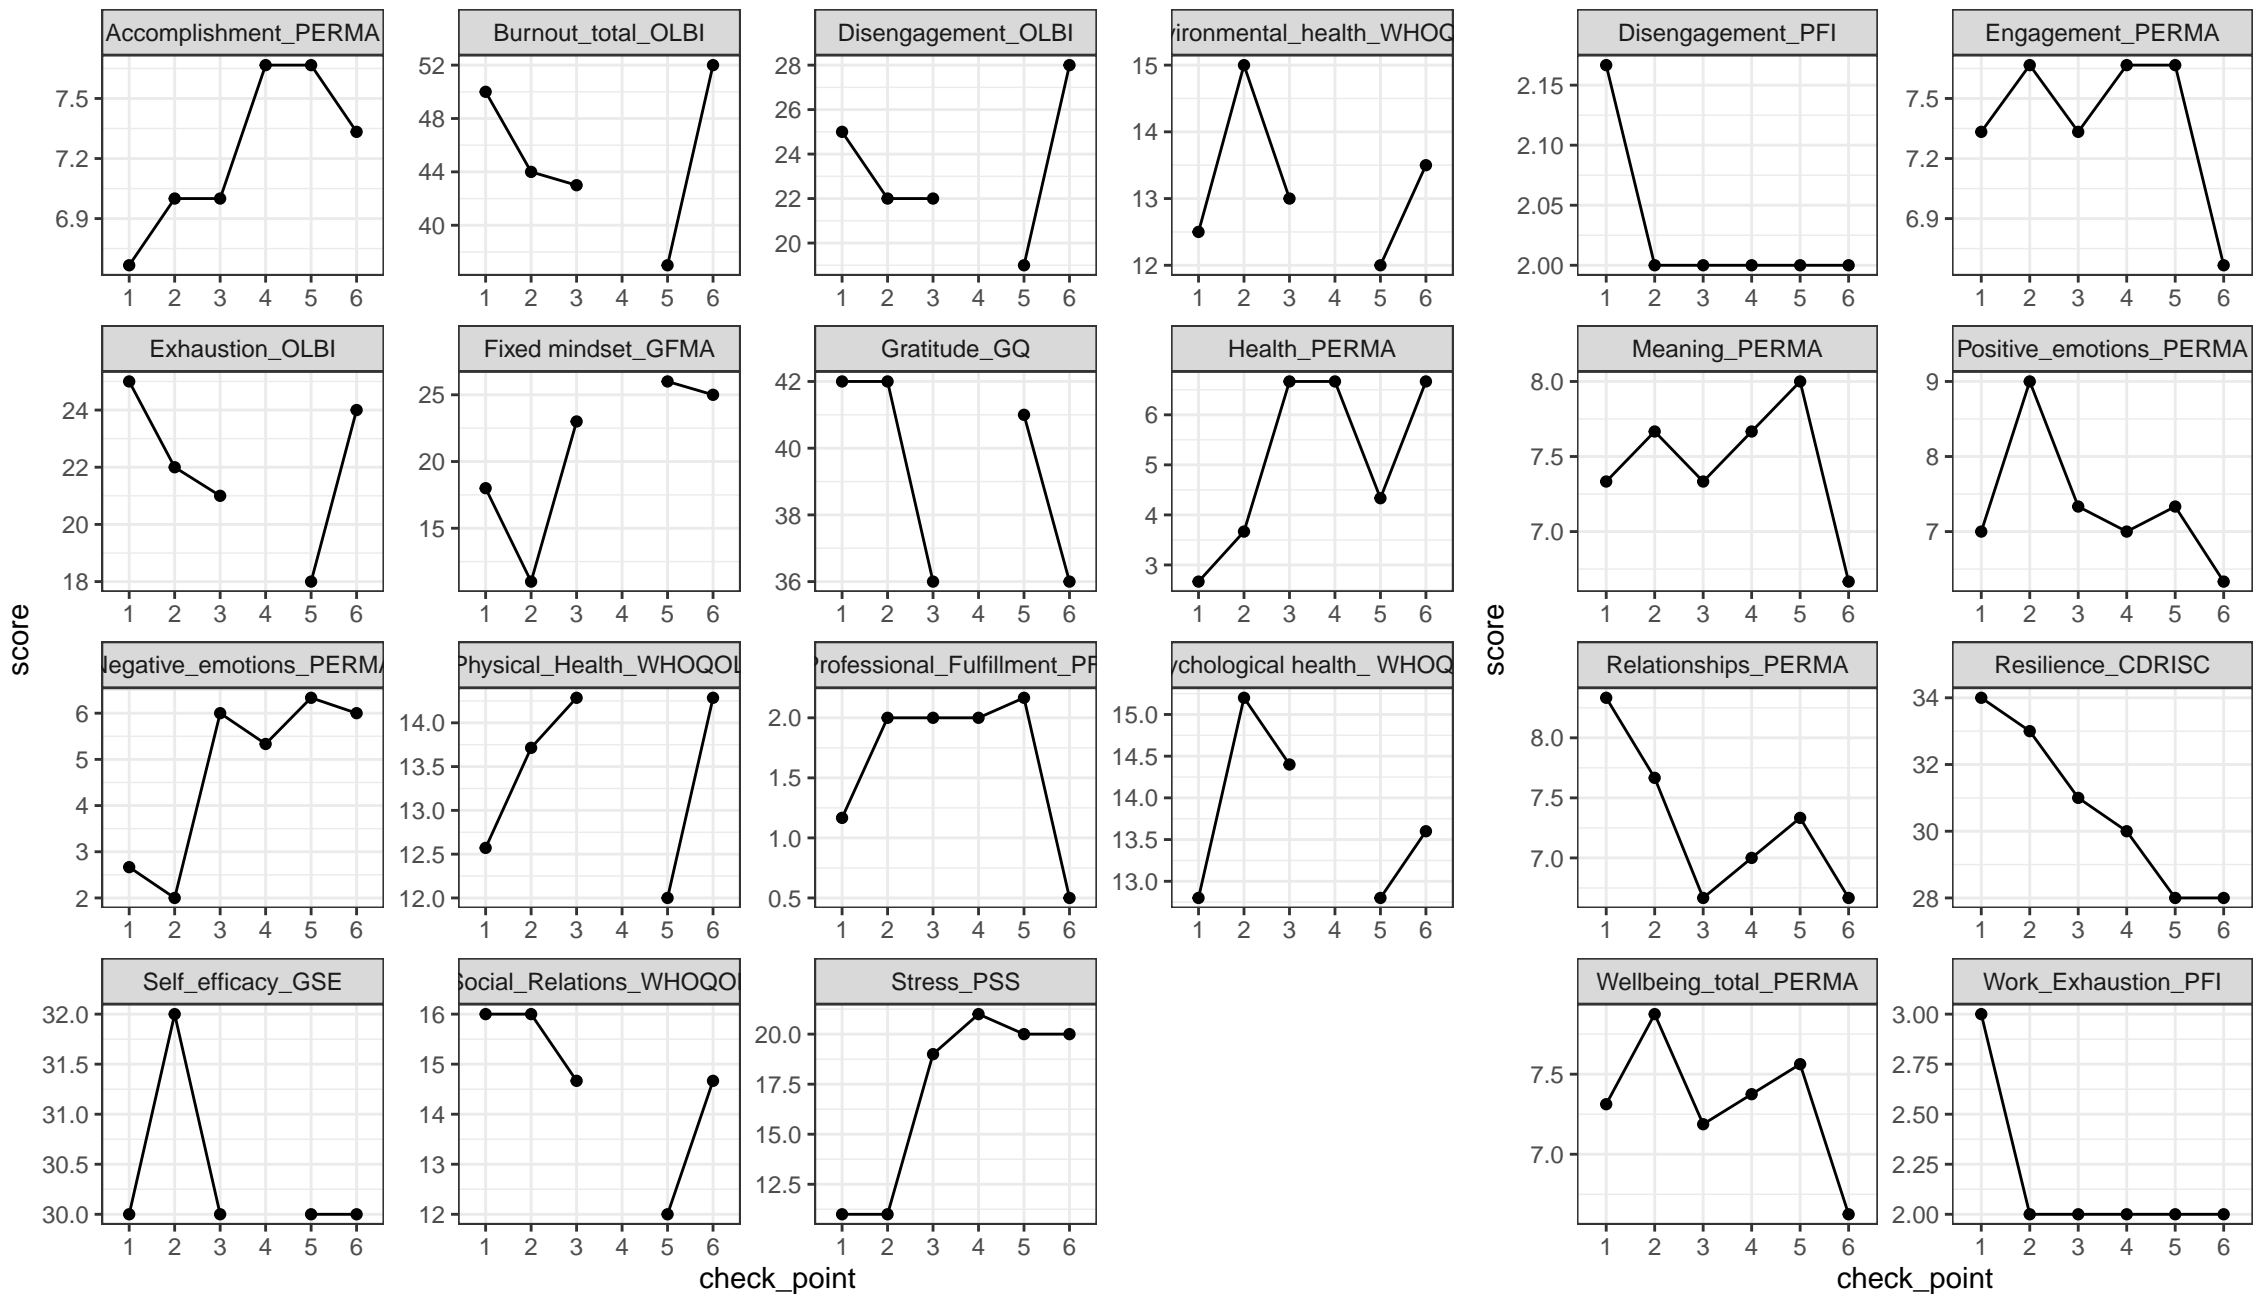 score
Accomplishment_PERMA
7.5
7.2
6.9
1 2 3 4 5 6
Burnout_total_OLBI
52
48
44
40
1 2 3 4 5 6
Disengagement_OLBI
28
26
24
22
20
1 2 3 4 5 6
vironmental_health_WHOQ
15
14
13
12
1 2 3 4 5 6
Exhaustion_OLBI
24
22
20
18
1 2 3 4 5 6
Fixed mindset_GFMA
25
20
15
1 2 3 4 5 6
Gratitude_GQ
42
40
38
36
1 2 3 4 5 6
Health_PERMA
6
5
4
3
1 2 3 4 5 6
Negative_emotions_PERMA
6
5
4
3
2
1 2 3 4 5 6
Physical_Health_WHOQOL
14.0
13.5
13.0
12.5
12.0
1 2 3 4 5 6
Professional_Fulfillment_PF
2.0
1.5
1.0
0.5
1 2 3 4 5 6
ychological health_ WHOQ
15.0
14.5
14.0
13.5
13.0
1 2 3 4 5 6
Self_efficacy_GSE
32.0
31.5
31.0
30.5
30.0
1 2 3 4 5 6
Social_Relations_WHOQOL
16
15
14
13
12
1 2 3 4 5 6
Stress_PSS
20.0
17.5
15.0
12.5
1 2 3 4 5 6
check_point
score
Disengagement_PFI
2.15
2.10
2.05
2.00
1 2 3 4 5 6
Engagement_PERMA
7.5
7.2
6.9
1 2 3 4 5 6
Meaning_PERMA
8.0
7.5
7.0
1 2 3 4 5 6
Positive_emotions_PERMA
9
8
7
1 2 3 4 5 6
Relationships_PERMA
8.0
7.5
7.0
1 2 3 4 5 6
Resilience_CDRISC
34
32
30
28
1 2 3 4 5 6
Wellbeing_total_PERMA
7.5
7.0
1 2 3 4 5 6
Work_Exhaustion_PFI
3.00
2.75
2.50
2.25
2.00
1 2 3 4 5 6
check_point